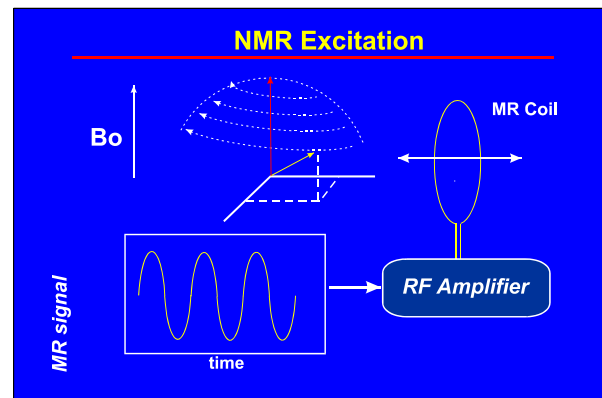 NMR Excitation
Bo
MR Coil
RF Amplifier
MR signal
time